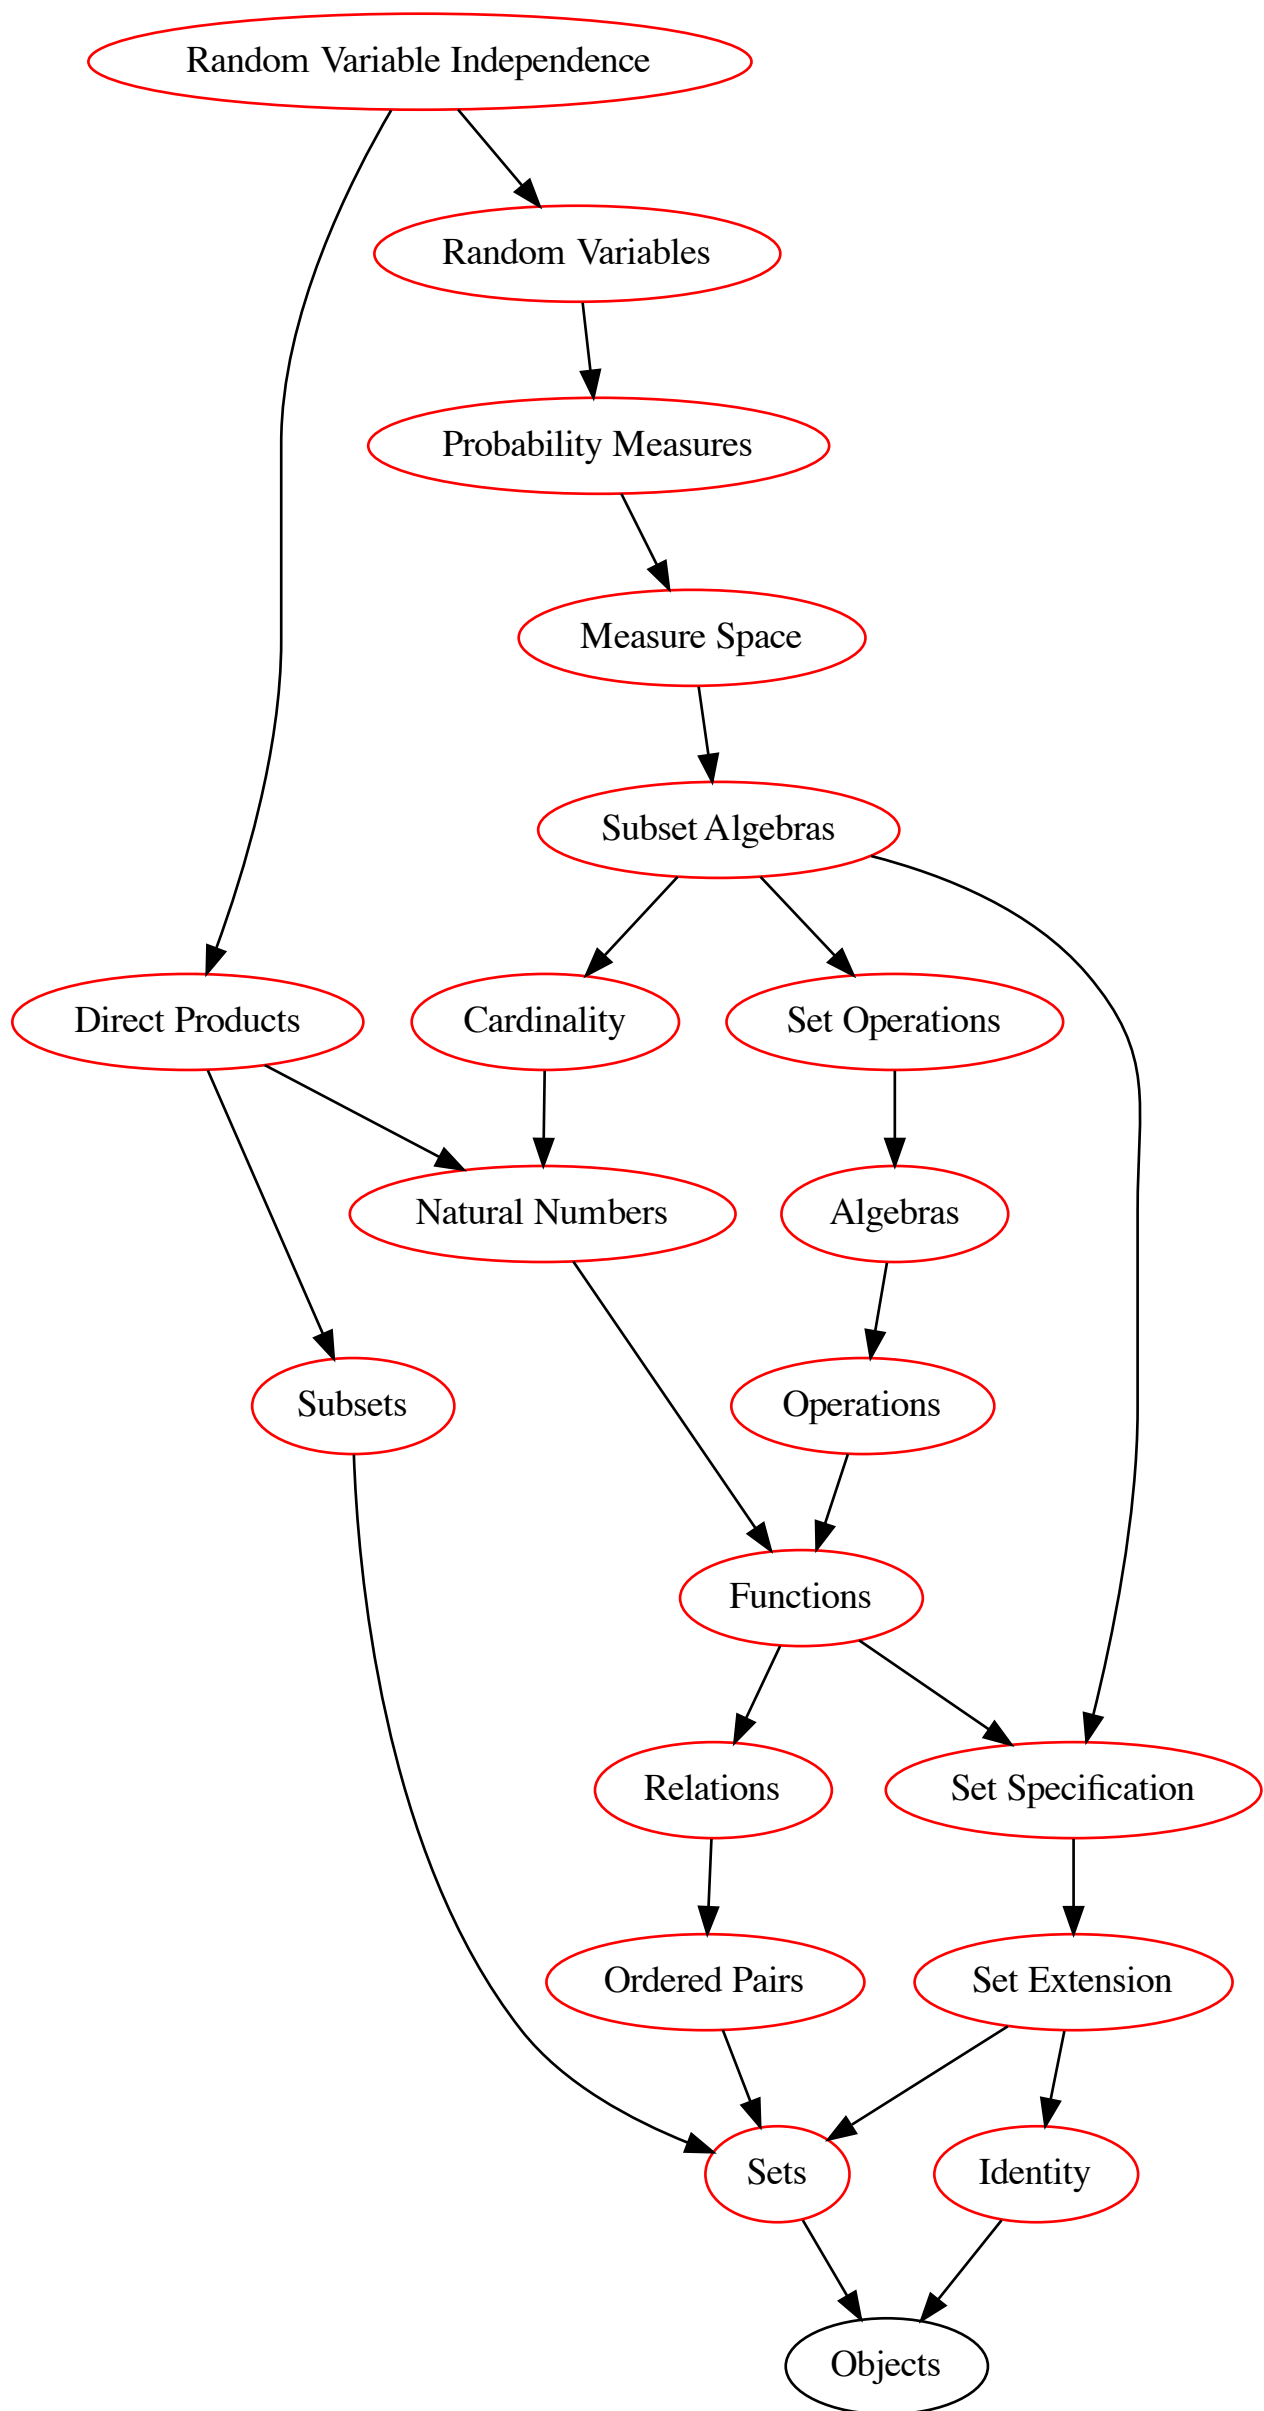 Random Variable Independence
Random Variables
Probability Measures
Measure Space
Subset Algebras
Direct Products
Cardinality
Set Operations
Natural Numbers
Algebras
Subsets
Operations
Functions
Relations
Set Specification
Ordered Pairs
Set Extension
Sets
Identity
Objects